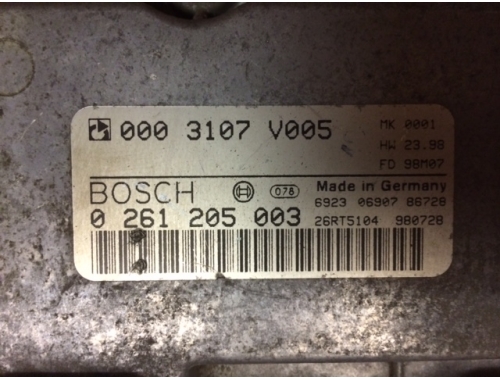 000 3107 V005
MK 0001
HW 23.98
FD 98M07
BOSCH
078
Made in Germany
6923 06907 86728
0 261 205 003
26RT5104 980728